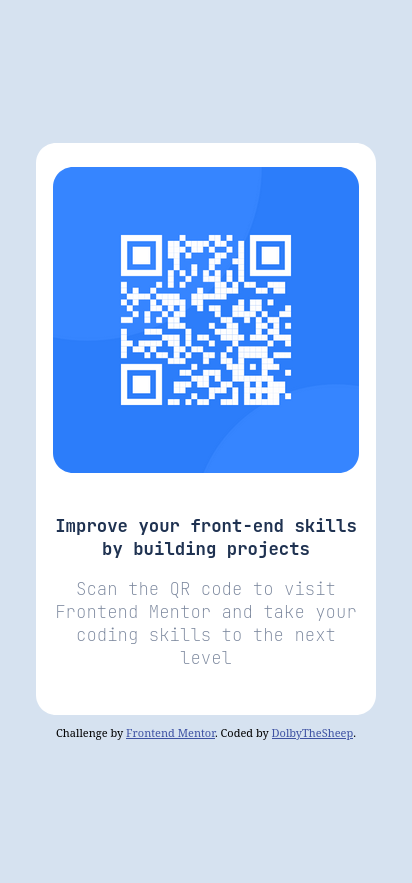 Improve your front-end skills
by building projects
Scan the QR code to visit
Frontend Mentor and take your
coding skills to the next
level
Challenge by Frontend Mentor. Coded by DolbyTheSheep.